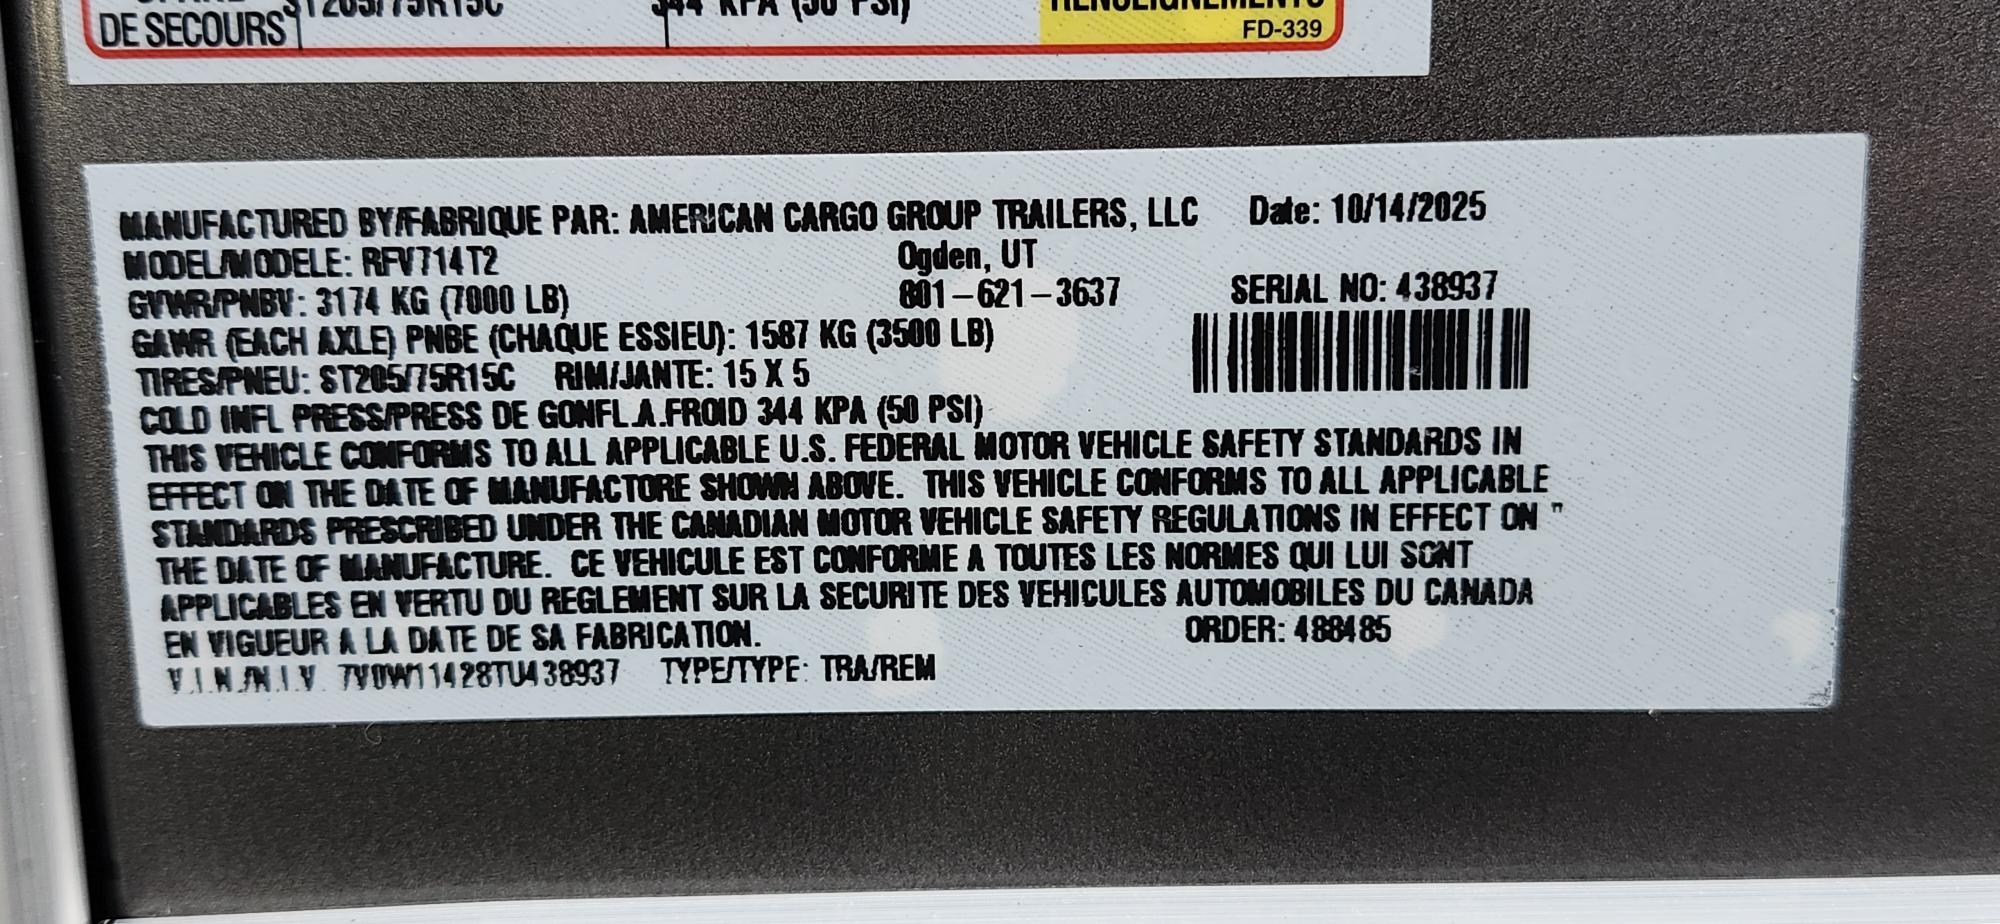 DE SECOURS ST205/75R15C 344 KPA (50 PSI) RENSEIGNEMENTS
FD-339
MANUFACTURED BY/FABRIQUE PAR: AMERICAN CARGO GROUP TRAILERS, LLC Date: 10/14/2025
MODEL/MODELE: RFV714T2 Ogden, UT
GVWR/PNBV: 3174 KG (7000 LB) 801-621-3637 SERIAL NO: 438937
GAWR (EACH AXLE) PNBE (CHAQUE ESSIEU): 1587 KG (3500 LB)
TIRES/PNEU: ST205/75R15C RIM/JANTE: 15 X 5
COLD INFL PRESS/PRESS DE GONFL.A.FROID 344 KPA (50 PSI)
THIS VEHICLE CONFORMS TO ALL APPLICABLE U.S. FEDERAL MOTOR VEHICLE SAFETY STANDARDS IN
EFFECT ON THE DATE OF MANUFACTORE SHOWN ABOVE. THIS VEHICLE CONFORMS TO ALL APPLICABLE
STANDARDS PRESCRIBED UNDER THE CANADIAN MOTOR VEHICLE SAFETY REGULATIONS IN EFFECT ON "
THE DATE OF MANUFACTURE. CE VEHICULE EST CONFORME A TOUTES LES NORMES QUI LUI SONT
APPLICABLES EN VERTU DU REGLEMENT SUR LA SECURITE DES VEHICULES AUTOMOBILES DU CANADA
EN VIGUEUR A LA DATE DE SA FABRICATION. ORDER: 488485
V.I.N./N.I.V. 7V0W11428TU438937 TYPE/TYPE: TRA/REM